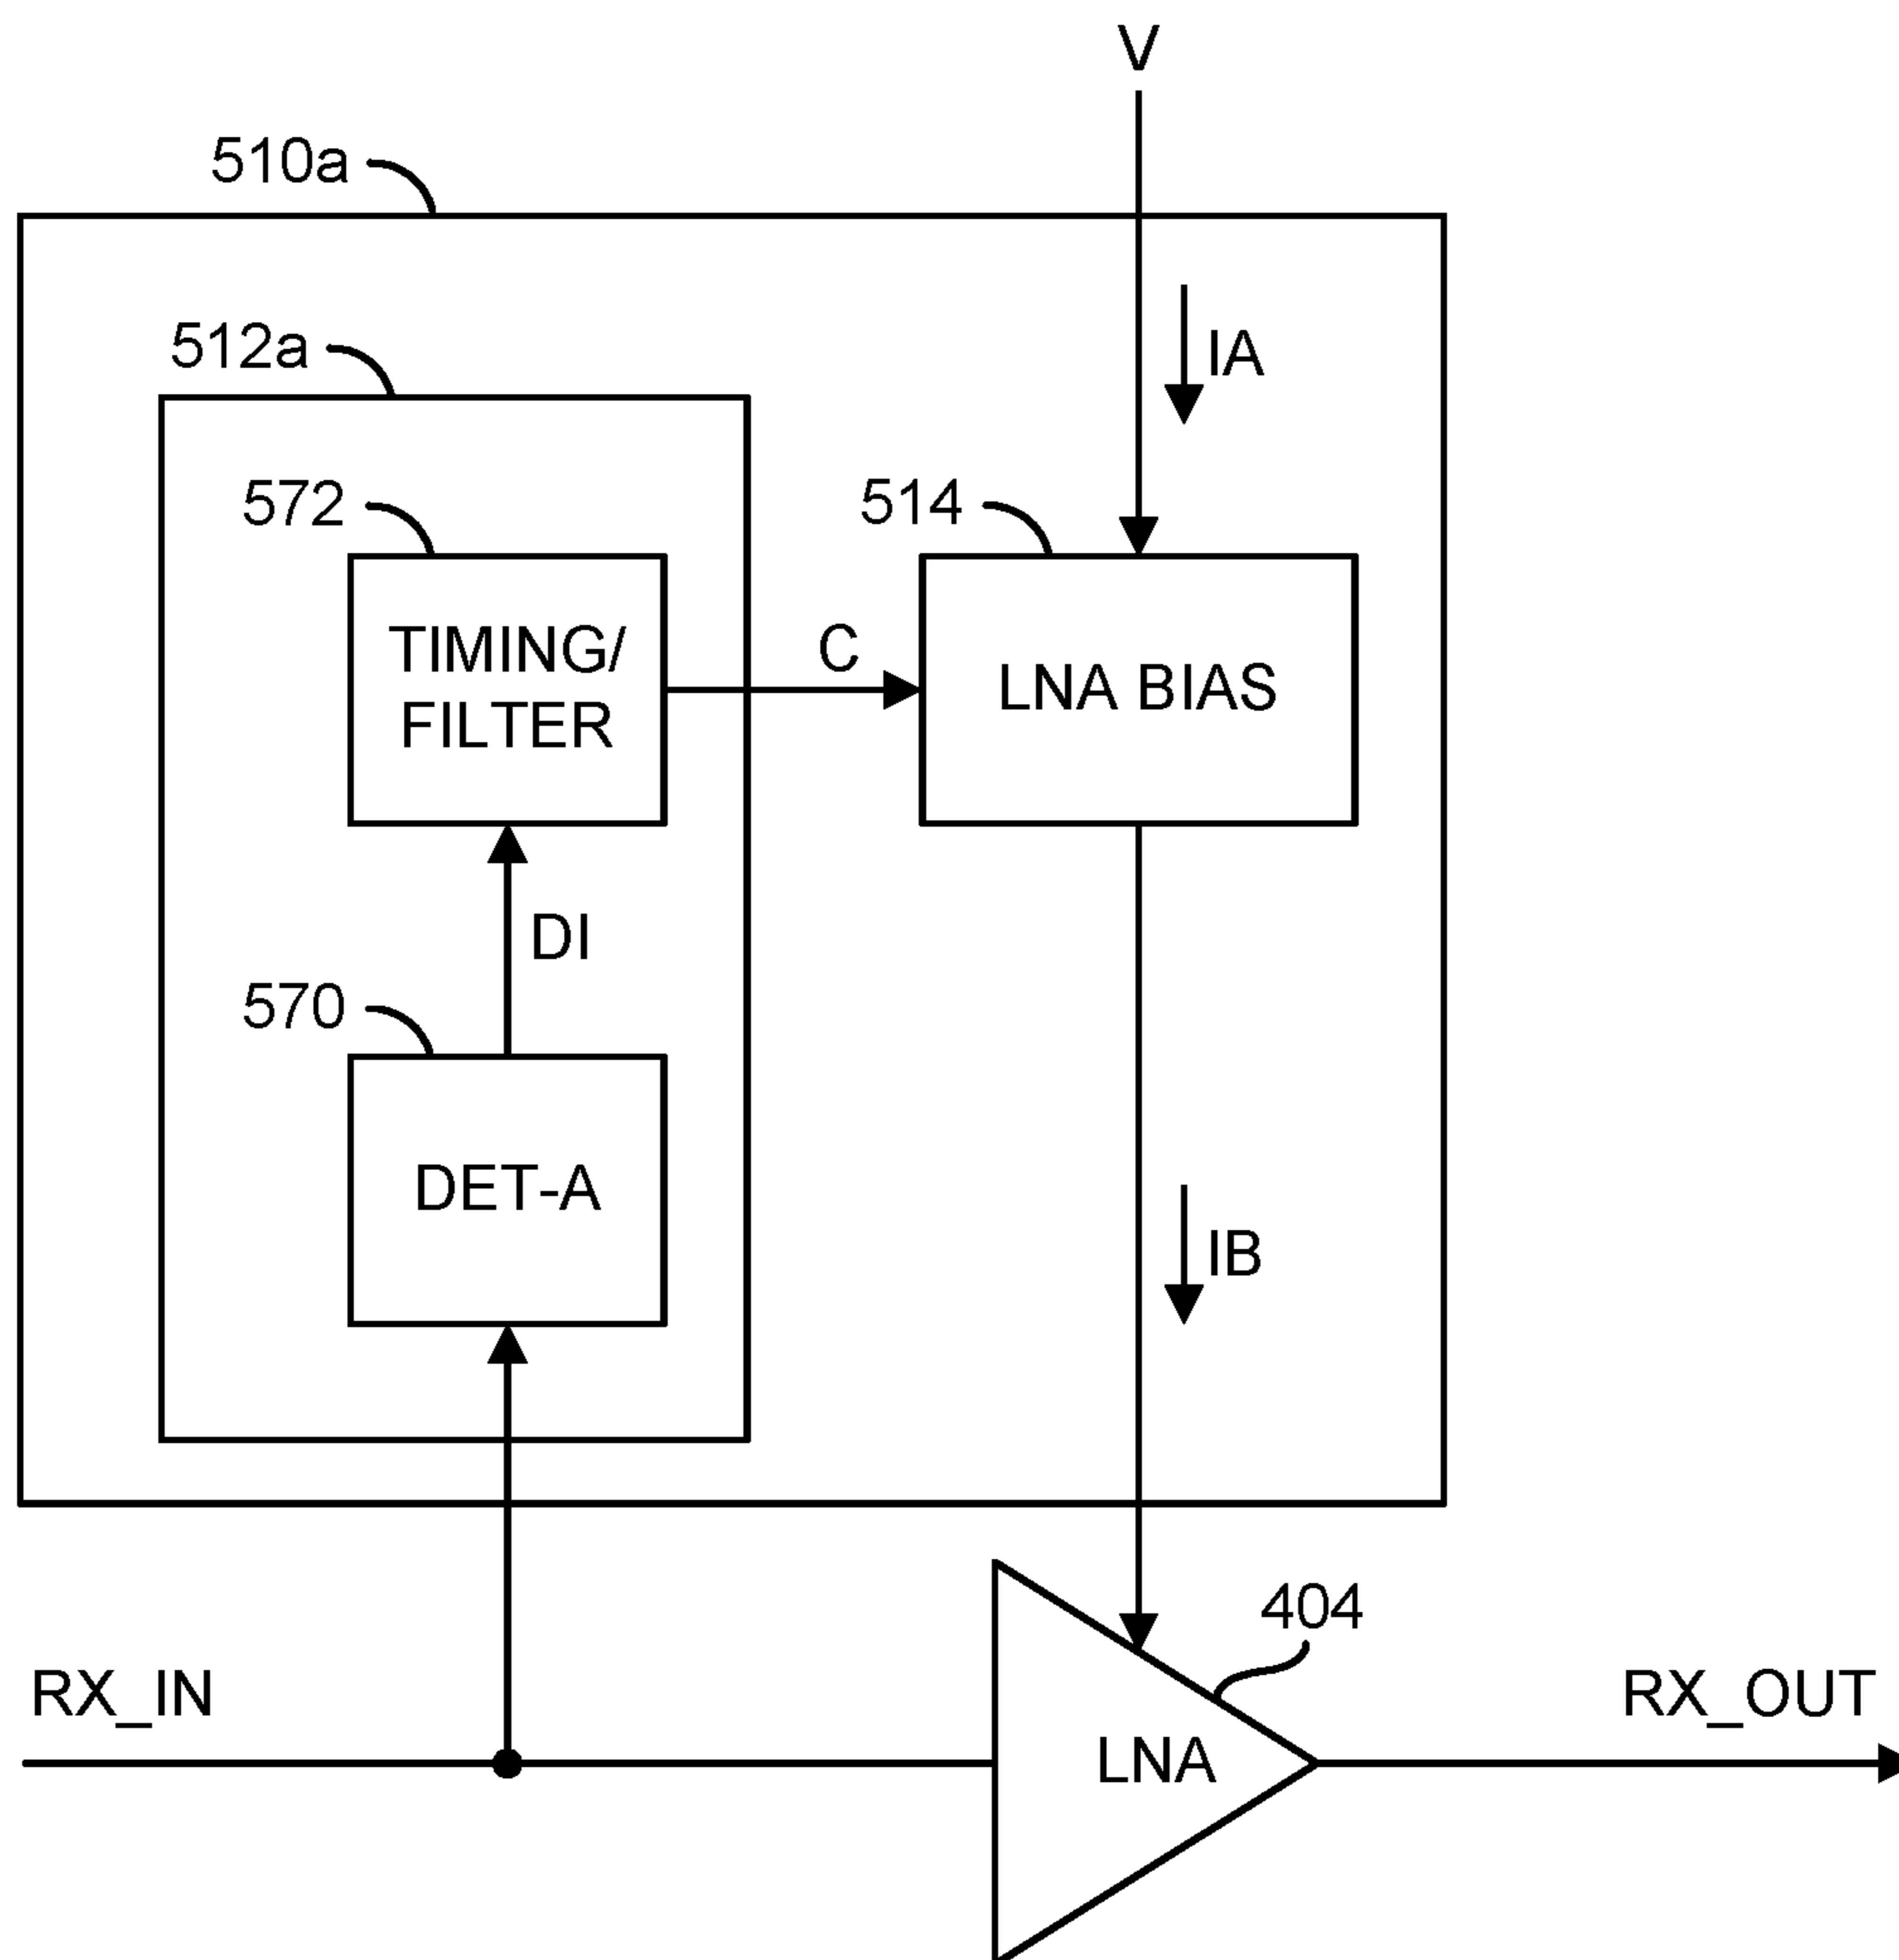 V
510a
IA
512a
572
514
TIMING/
FILTER
C
LNA BIAS
DI
570
DET-A
IB
404
RX_IN
RX_OUT
LNA